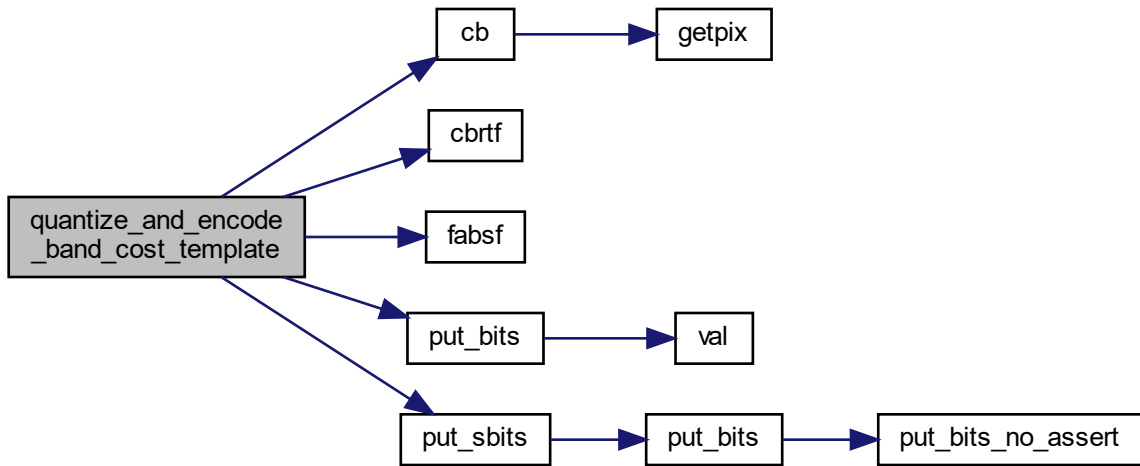 cb
getpix
cbrtf
quantize_and_encode
_band_cost_template
fabsf
put_bits
val
put_sbits
put_bits
put_bits_no_assert